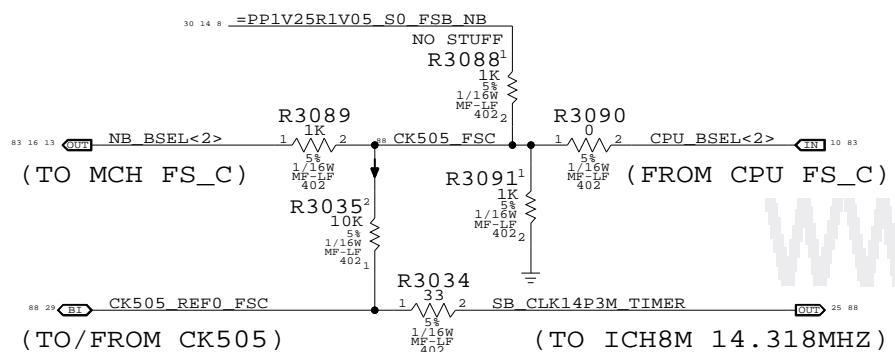 30 14 8 =PP1V25R1V05_S0_FSB_NB
NO STUFF
R3088 1
1K
5%
1/16W
MF-LF
402 2
R3089
1K
1 2
5%
1/16W
MF-LF
402
R3090
0
1 2
5%
1/16W
MF-LF
402
83 16 13 OUT NB_BSEL<2>
88 CK505_FSC
CPU_BSEL<2> IN 10 83
(TO MCH FS_C)
(FROM CPU FS_C)
R3091 1
1K
5%
1/16W
MF-LF
402 2
R3035 2
10K
5%
1/16W
MF-LF
402 1
R3034
33
1 2
5%
1/16W
MF-LF
402
88 29 BI CK505_REF0_FSC
SB_CLK14P3M_TIMER OUT 25 88
(TO/FROM CK505)
(TO ICH8M 14.318MHZ)